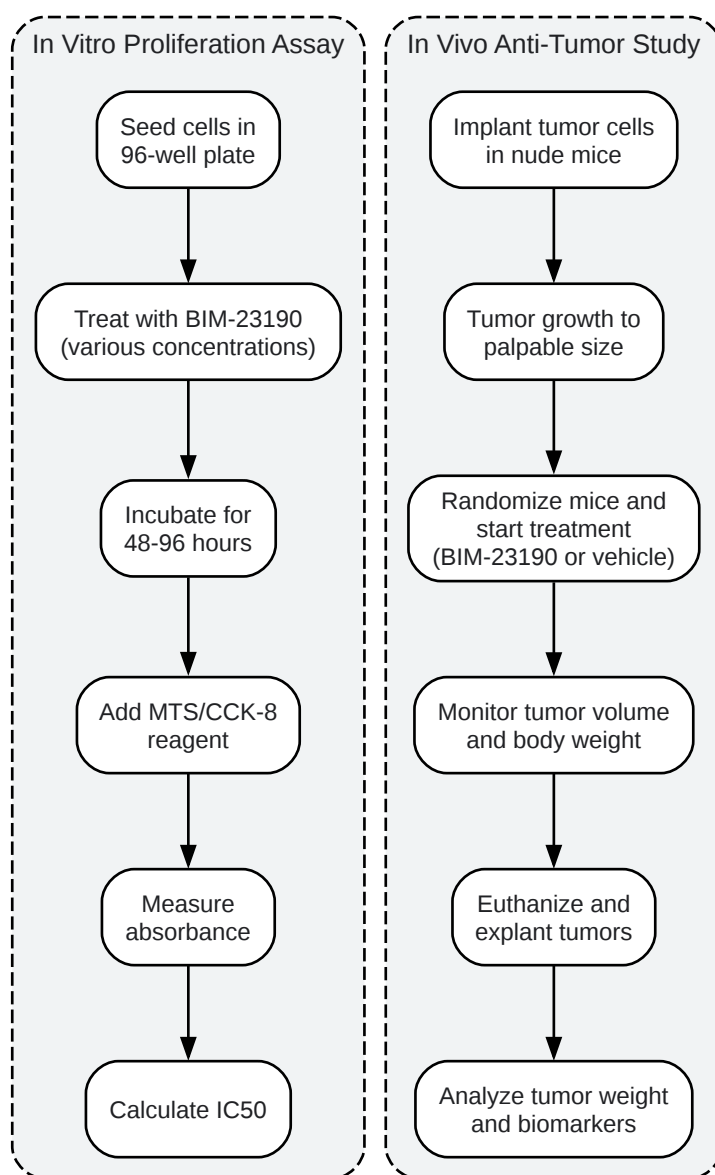 In Vitro Proliferation Assay
Seed cells in
96-well plate
Treat with BIM-23190
(various concentrations)
Incubate for
48-96 hours
Add MTS/CCK-8
reagent
Measure
absorbance
Calculate IC50
In Vivo Anti-Tumor Study
Implant tumor cells
in nude mice
Tumor growth to
palpable size
Randomize mice and
start treatment
(BIM-23190 or vehicle)
Monitor tumor volume
and body weight
Euthanize and
explant tumors
Analyze tumor weight
and biomarkers